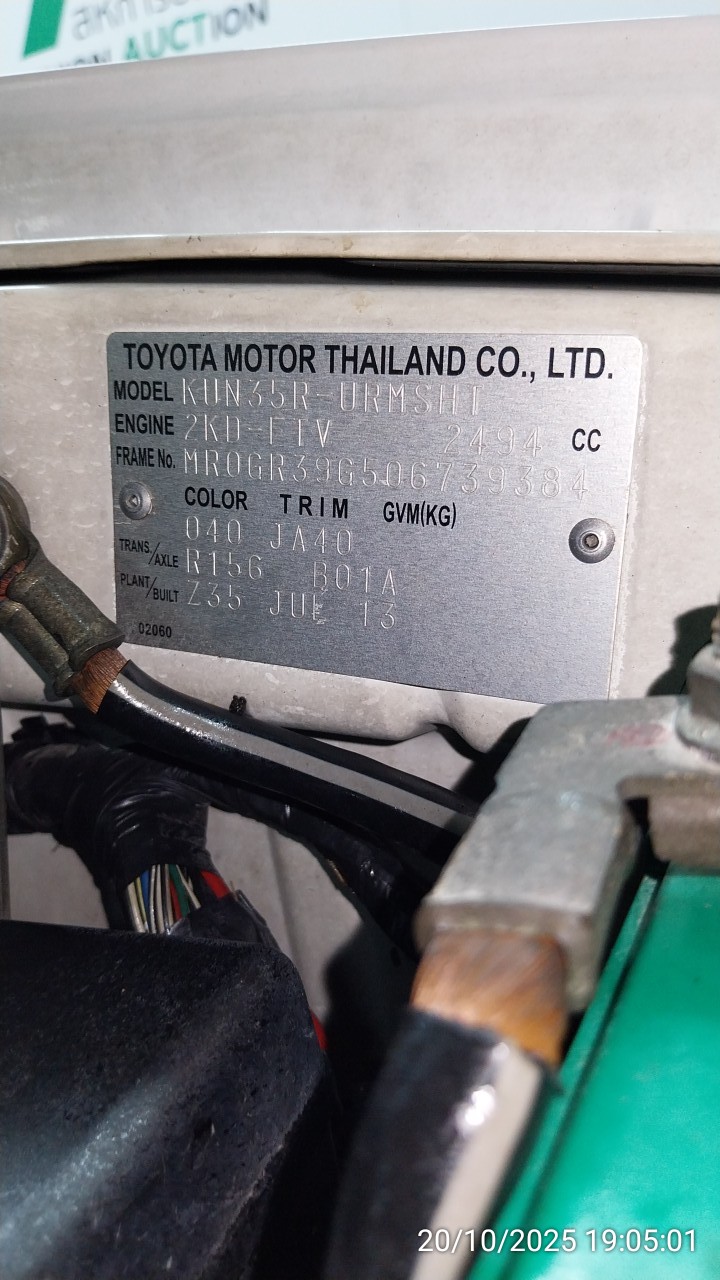 AUCTION
TOYOTA MOTOR THAILAND CO., LTD.
MODEL KUN35R-URMSHT
ENGINE 2KD-FTV 2494 CC
FRAME No. MR0GR39G506739384
COLOR TRIM GVM(KG)
040 JA40
TRANS./AXLE R156 B01A
PLANT/BUILT Z35 JUL 13
02060
20/10/2025 19:05:01